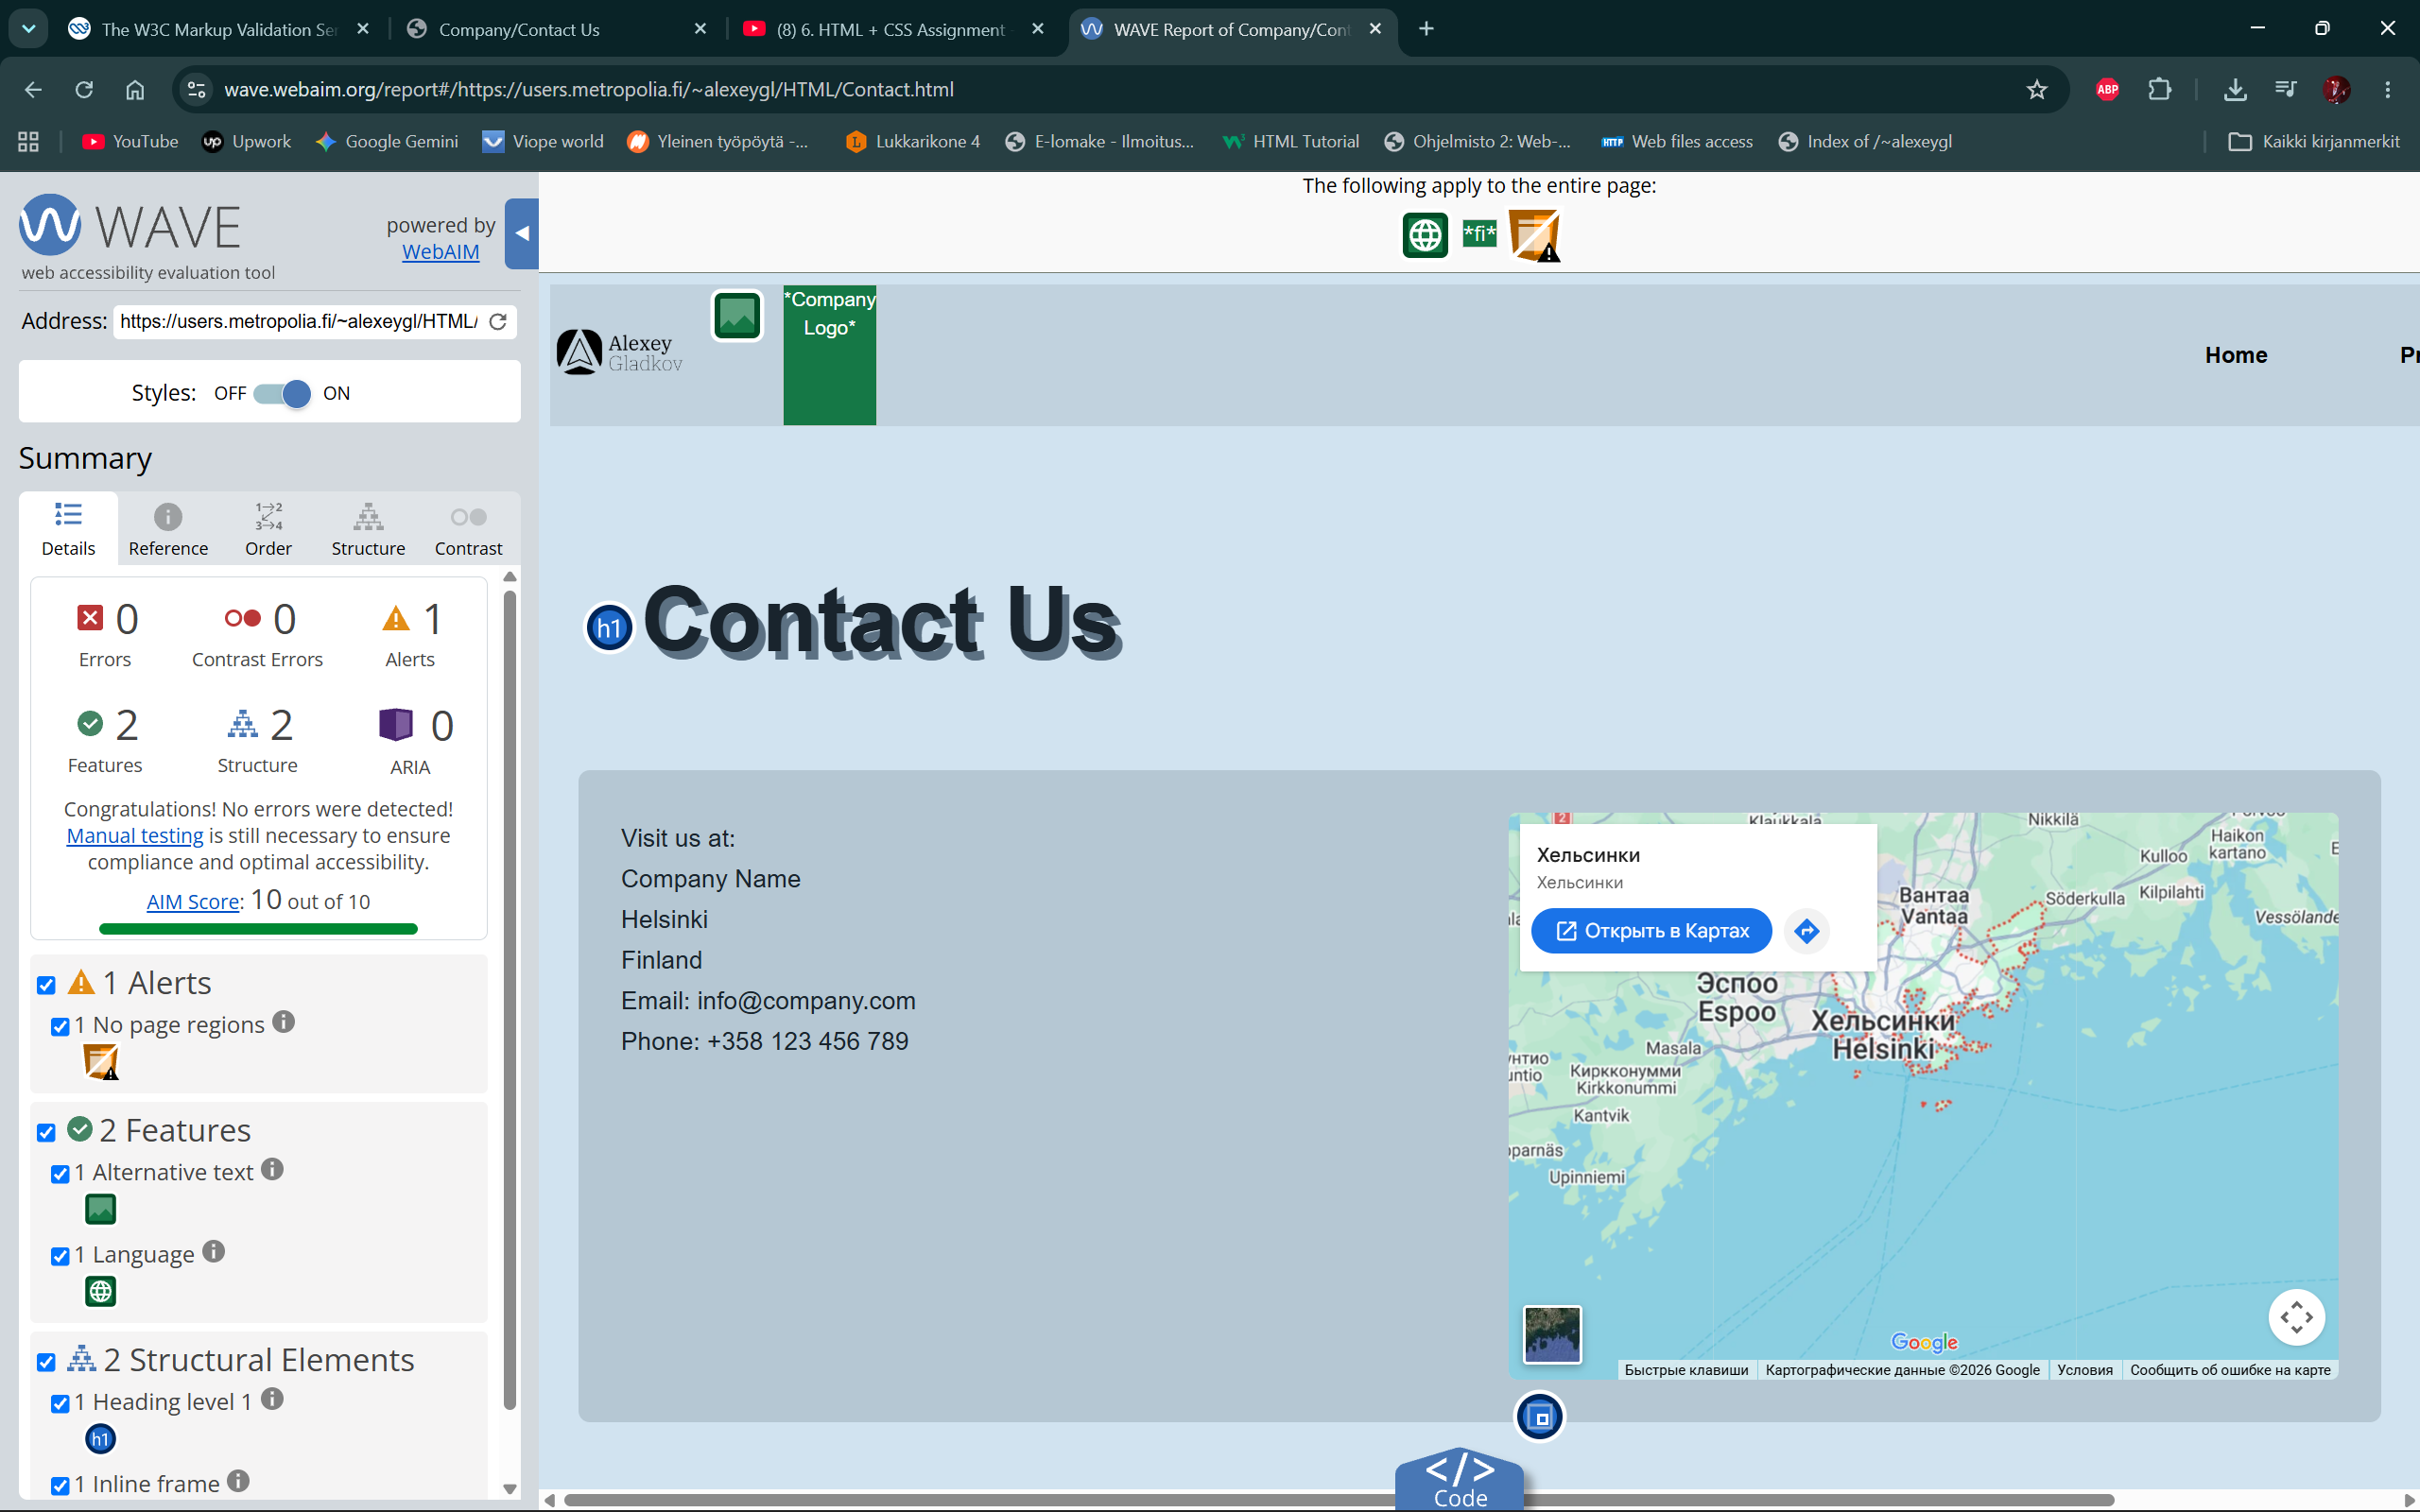 The W3C Markup Validation Ser
Company/Contact Us
(8) 6. HTML + CSS Assignment
WAVE Report of Company/Cont
wave.webaim.org/report#/https://users.metropolia.fi/~alexeygl/HTML/Contact.html
ABP
YouTube
Upwork
Google Gemini
Viope world
Yleinen työpöytä -...
Lukkarikone 4
E-lomake - Ilmoitus...
HTML Tutorial
Ohjelmisto 2: Web-...
Web files access
Index of /~alexeygl
Kaikki kirjanmerkit
WAVE
web accessibility evaluation tool
powered by
WebAIM
Address: https://users.metropolia.fi/~alexeygl/HTML/
Styles: OFF ON
Summary
Details
Reference
Order
Structure
Contrast
0 Errors
0 Contrast Errors
1 Alerts
2 Features
2 Structure
0 ARIA
Congratulations! No errors were detected!
Manual testing is still necessary to ensure
compliance and optimal accessibility.
AIM Score: 10 out of 10
1 Alerts
1 No page regions
2 Features
1 Alternative text
1 Language
2 Structural Elements
1 Heading level 1
h1
1 Inline frame
The following apply to the entire page:
*fi*
Alexey
Gladkov
*Company
Logo*
Home
Pr
h1
Contact Us
Visit us at:
Company Name
Helsinki
Finland
Email: info@company.com
Phone: +358 123 456 789
Хельсинки
Хельсинки
Открыть в Картах
2
Klaukkala
Nikkilä
Haikon
kartano
Kulloo
Вантаа
Vantaa
Söderkulla
Kilpilahti
Vessölande
Эспоо
Espoo
Хельсинки
Helsinki
Masala
Киркконумми
Kirkkonummi
Kantvik
Upinniemi
Google
Быстрые клавиши
Картографические данные ©2026 Google
Условия
Сообщить об ошибке на карте
</>
Code